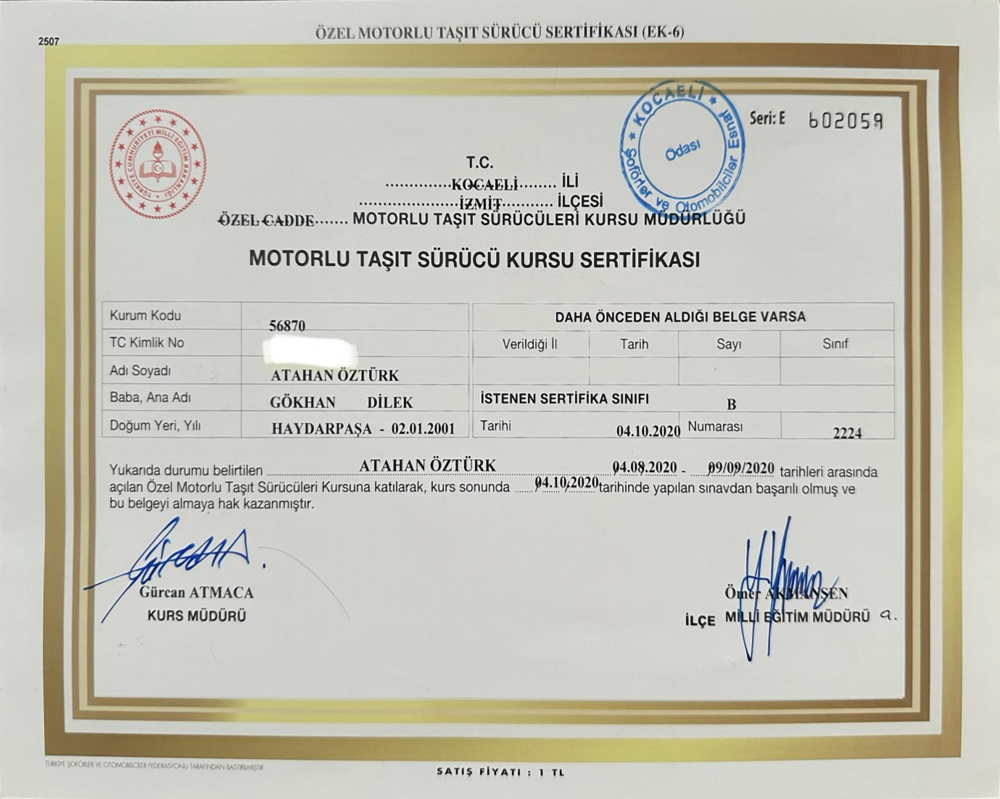 ÖZEL MOTORLU TAŞIT SÜRÜCÜ SERTİFİKASI (EK-6)
2507
TÜRKİYE CUMHURİYETİ MİLLÎ EĞİTİM BAKANLIĞI
KOCAELİ Şoförler ve Otomobilciler Esnaf Odası
Seri: E 602059
T.C.
KOCAELİ İLİ
İZMİT İLÇESİ
ÖZEL CADDE MOTORLU TAŞIT SÜRÜCÜLERİ KURSU MÜDÜRLÜĞÜ
MOTORLU TAŞIT SÜRÜCÜ KURSU SERTİFİKASI
Kurum Kodu 56870
TC Kimlik No
Adı Soyadı ATAHAN ÖZTÜRK
Baba, Ana Adı GÖKHAN DİLEK
Doğum Yeri, Yılı HAYDARPAŞA - 02.01.2001
DAHA ÖNCEDEN ALDIĞI BELGE VARSA
Verildiği İl Tarih Sayı Sınıf
İSTENEN SERTİFİKA SINIFI B
Tarihi 04.10.2020 Numarası 2224
Yukarıda durumu belirtilen ATAHAN ÖZTÜRK 04.08.2020 - 09/09/2020 tarihleri arasında
açılan Özel Motorlu Taşıt Sürücüleri Kursuna katılarak, kurs sonunda 04.10.2020 tarihinde yapılan sınavdan başarılı olmuş ve
bu belgeyi almaya hak kazanmıştır.
Gürcan ATMACA
KURS MÜDÜRÜ
Ömer AKMANŞEN
İLÇE MİLLİ EĞİTİM MÜDÜRÜ a.
TÜRKİYE ŞOFÖRLER VE OTOMOBİLCİLER FEDERASYONU TARAFINDAN BASTIRILMIŞTIR
SATIŞ FİYATI : 1 TL